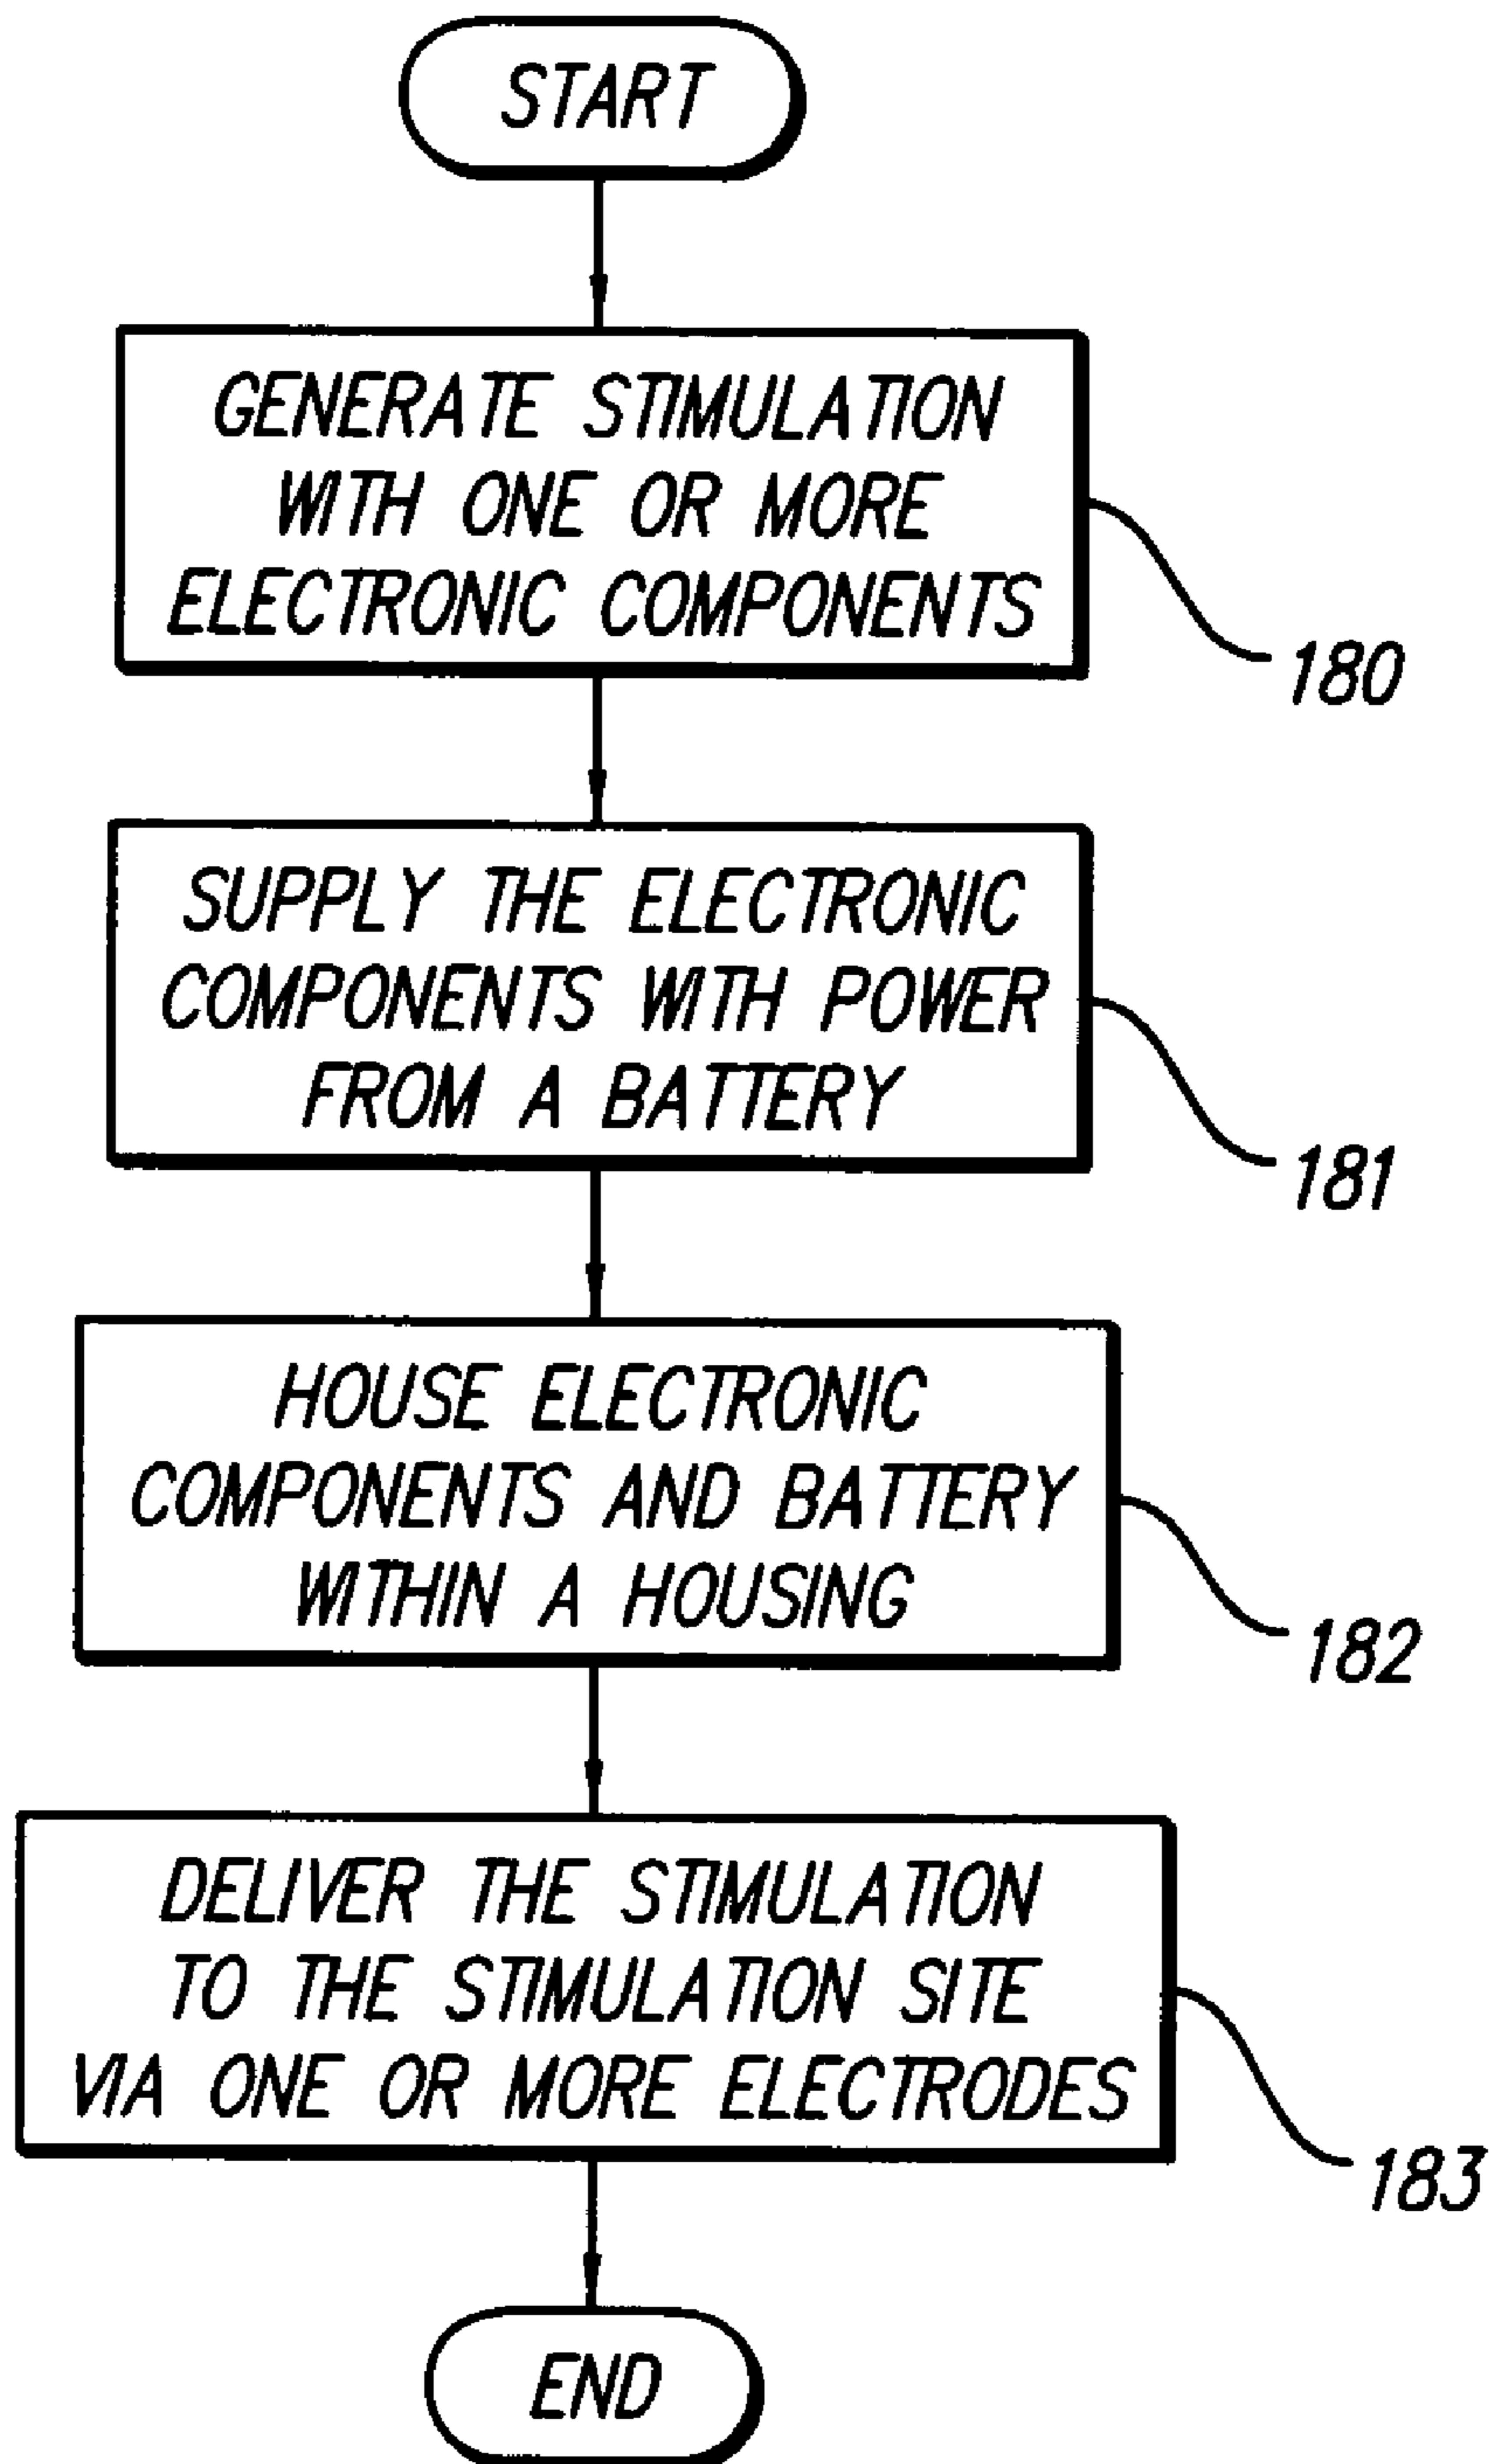 START
GENERATE STIMULATION
WITH ONE OR MORE
ELECTRONIC COMPONENTS
180
SUPPLY THE ELECTRONIC
COMPONENTS WITH POWER
FROM A BATTERY
181
HOUSE ELECTRONIC
COMPONENTS AND BATTERY
WITHIN A HOUSING
182
DELIVER THE STIMULATION
TO THE STIMULATION SITE
VIA ONE OR MORE ELECTRODES
183
END